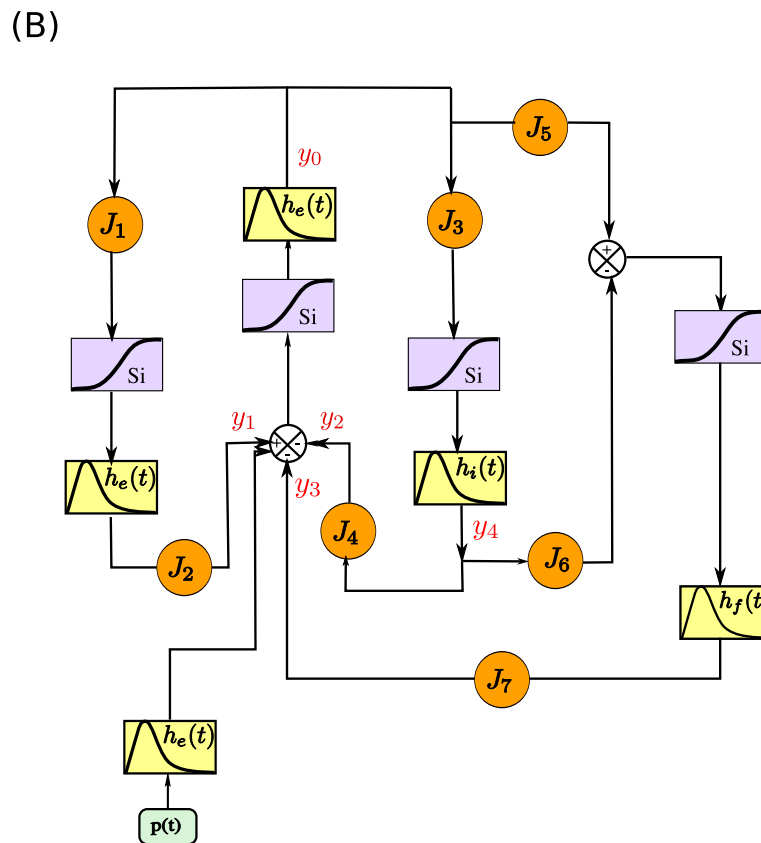 (B)
J₅
y₀
hₑ(t)
J₁
J₃
+
-
Si
Si
Si
Si
y₁
y₂
+
-
-
hₑ(t)
hᵢ(t)
y₃
y₄
J₄
J₂
J₆
h_f(t
J₇
hₑ(t)
p(t)